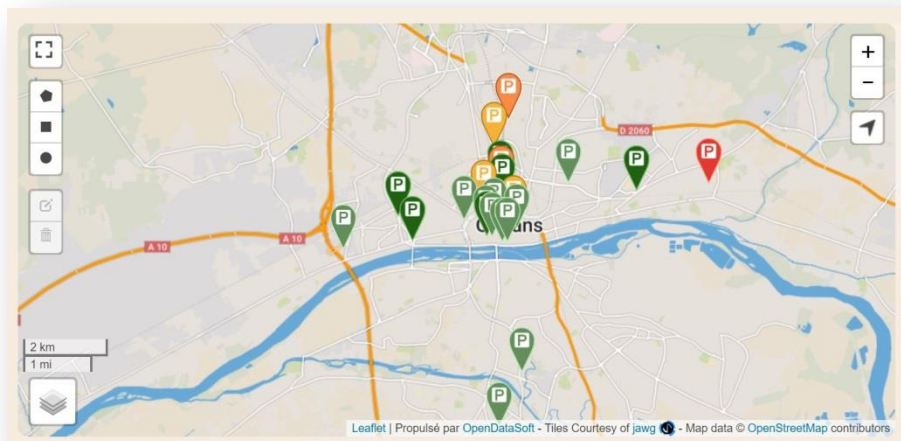 +
−
P
P
D 2060
P
P
P
P
P
P
P
P
P
P
P
P
P
P
A 10
A 10
2 km
1 mi
P
P
Leaflet | Propulsé par OpenDataSoft - Tiles Courtesy of jawg - Map data © OpenStreetMap contributors